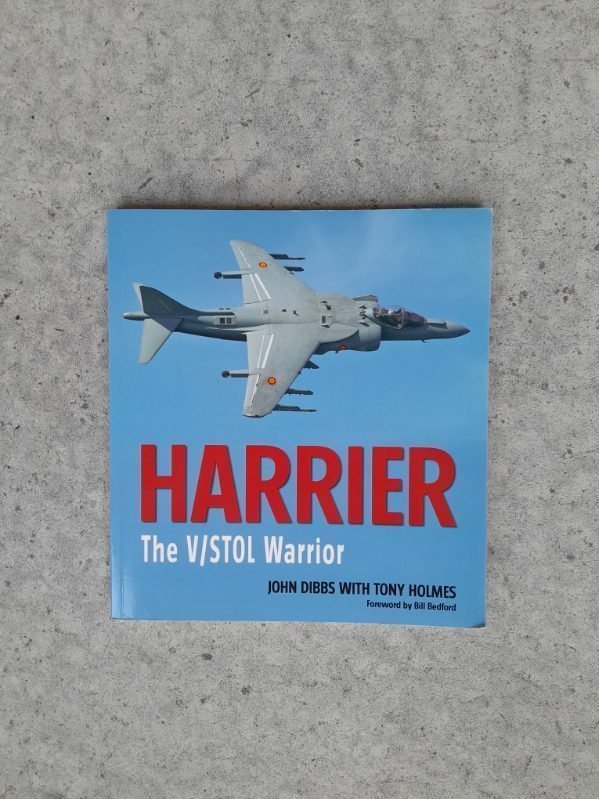 HARRIER
The V/STOL Warrior
JOHN DIBBS WITH TONY HOLMES
Foreword by Bill Bedford